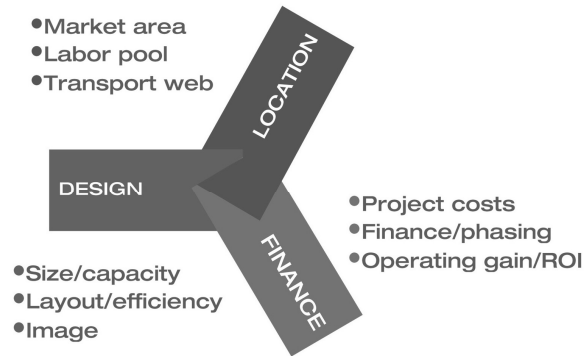 •Market area
•Labor pool
•Transport web
LOCATION
DESIGN
FINANCE
•Project costs
•Finance/phasing
•Operating gain/ROI
•Size/capacity
•Layout/efficiency
•Image